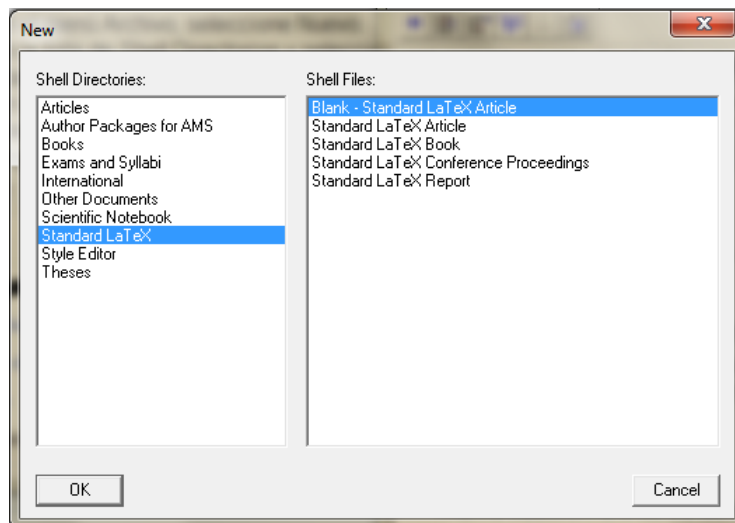 New
Shell Directories:
Articles
Author Packages for AMS
Books
Exams and Syllabi
International
Other Documents
Scientific Notebook
Standard LaTeX
Style Editor
Theses
Shell Files:
Blank - Standard LaTeX Article
Standard LaTeX Article
Standard LaTeX Book
Standard LaTeX Conference Proceedings
Standard LaTeX Report
OK
Cancel